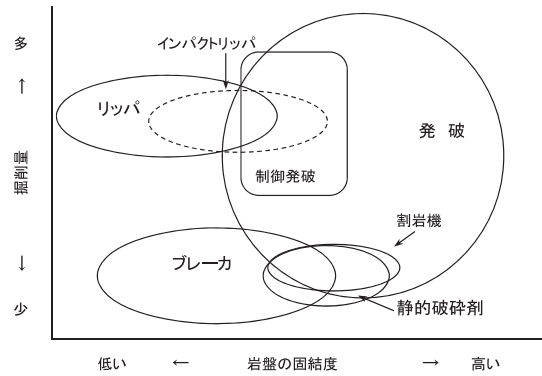 多
↑
掘削量
↓
少
インパクトリッパ
リッパ
発 破
制御発破
割岩機
ブレーカ
静的破砕剤
低い ← 岩盤の固結度 → 高い